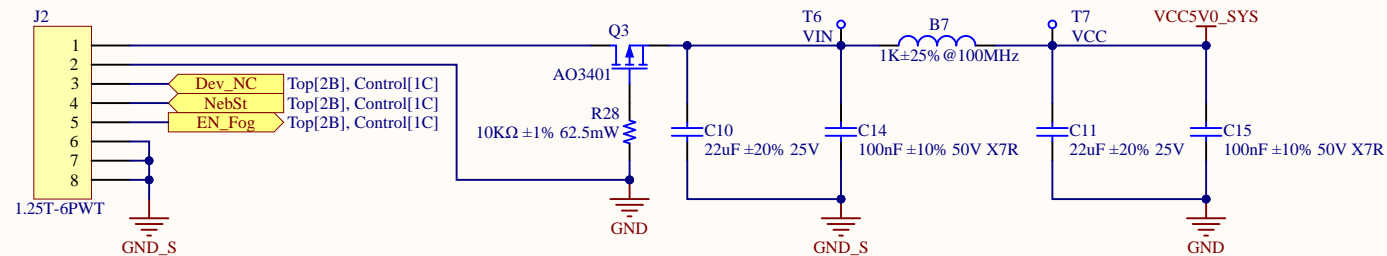 J2
1
2
3
4
5
6
7
8
1.25T-6PWT
Dev_NC Top[2B], Control[1C]
NebSt Top[2B], Control[1C]
EN_Fog Top[2B], Control[1C]
GND_S
Q3
AO3401
R28
10KΩ ±1% 62.5mW
GND
C10
22uF ±20% 25V
T6
VIN
C14
100nF ±10% 50V X7R
GND_S
B7
1K±25%@100MHz
T7
VCC
C11
22uF ±20% 25V
VCC5V0_SYS
C15
100nF ±10% 50V X7R
GND